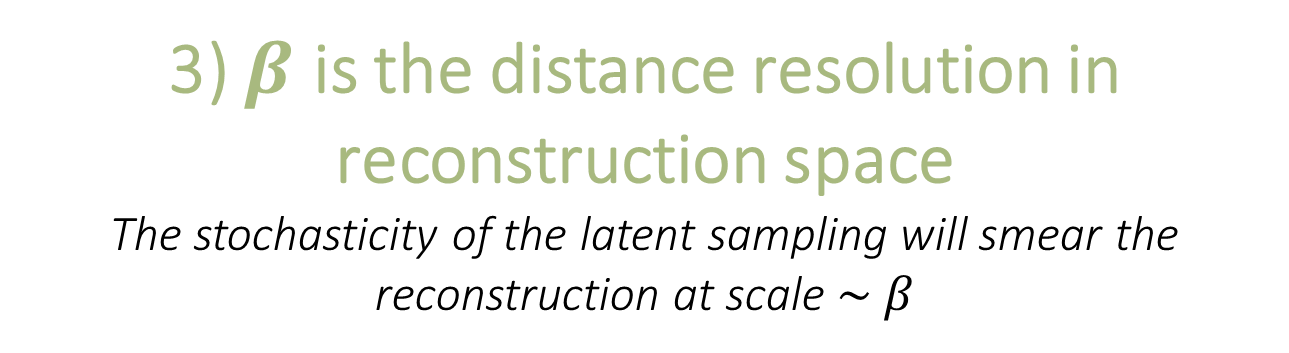 3) β is the distance resolution in
reconstruction space
The stochasticity of the latent sampling will smear the
reconstruction at scale ~ β